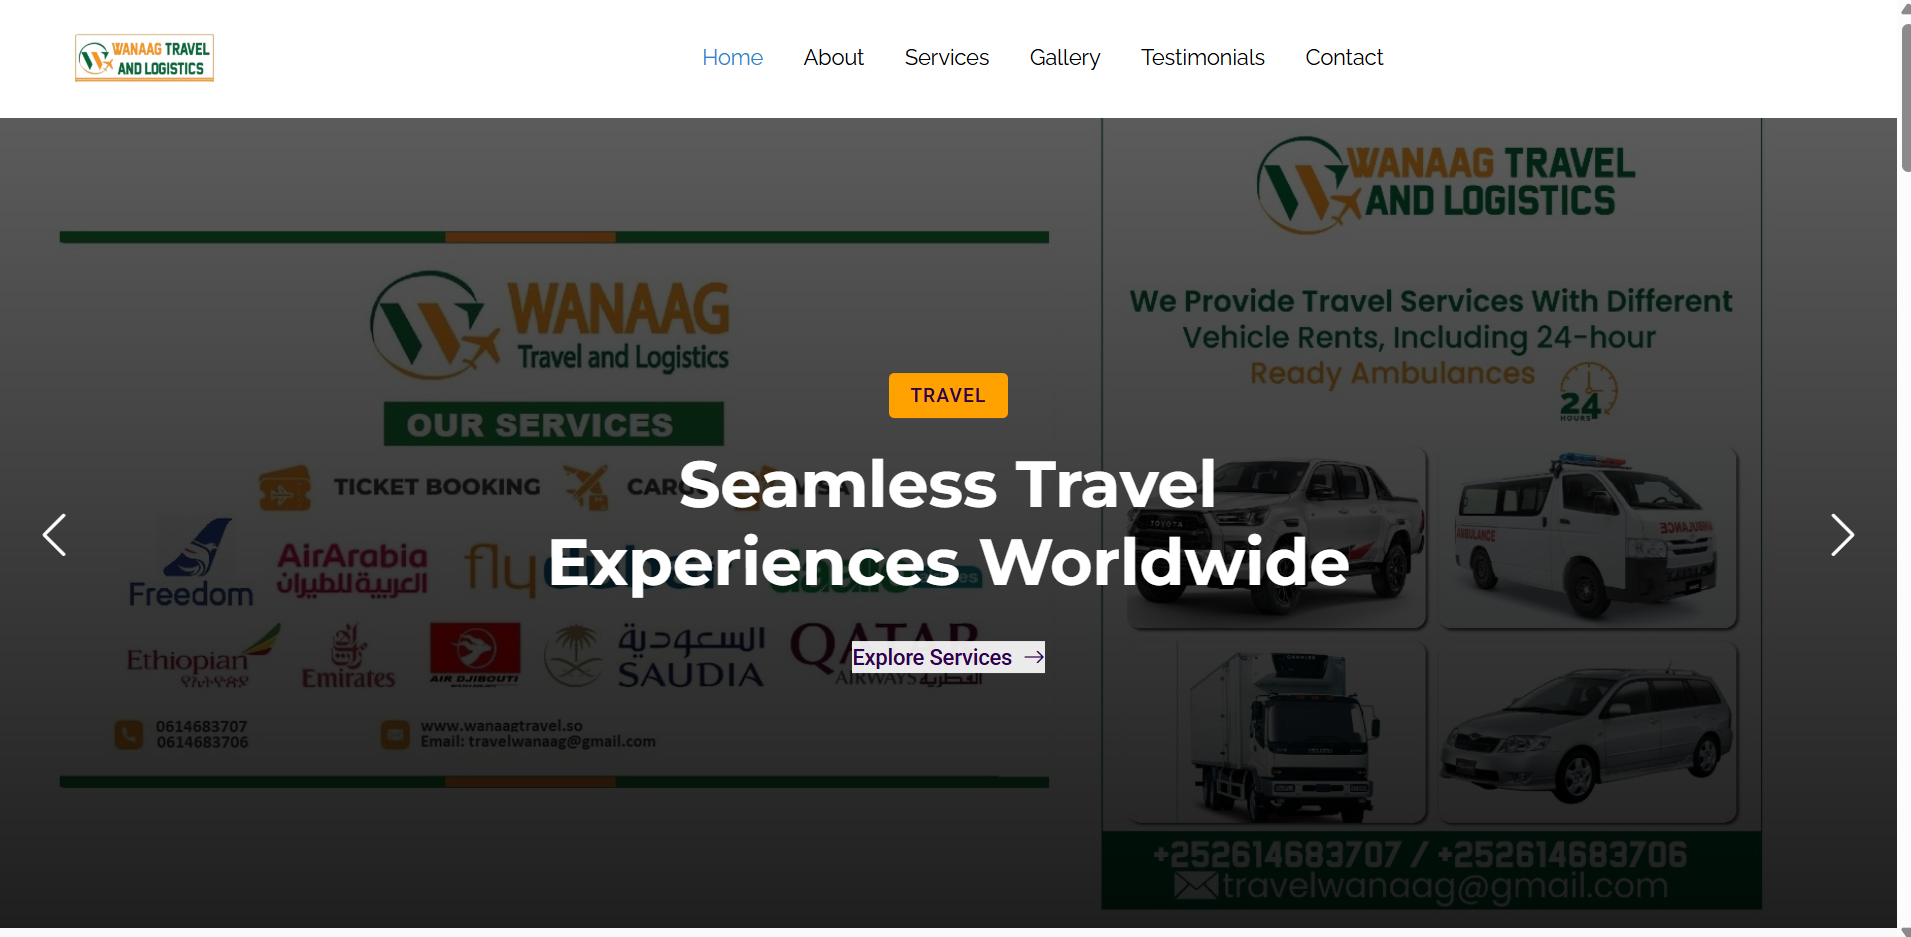 WANAAG TRAVEL
AND LOGISTICS
Home
About
Services
Gallery
Testimonials
Contact
WANAAG
Travel and Logistics
OUR SERVICES
TICKET BOOKING
Freedom
AirArabia
العربية للطيران
fly
Ethiopian
የኢትዮጵያ
Emirates
AIR DJIBOUTI
السعودية
SAUDIA
QATAR
AIRWAYS القطرية
0614683707
0614683706
www.wanaagtravel.so
Email: travelwanaag@gmail.com
TRAVEL
Seamless Travel
Experiences Worldwide
Explore Services →
WANAAG TRAVEL
AND LOGISTICS
We Provide Travel Services With Different
Vehicle Rents, Including 24-hour
Ready Ambulances
24
HOURS
TOYOTA
AMBULANCE
AMBULANCE
ISUZU
+252614683707 / +252614683706
travelwanaag@gmail.com